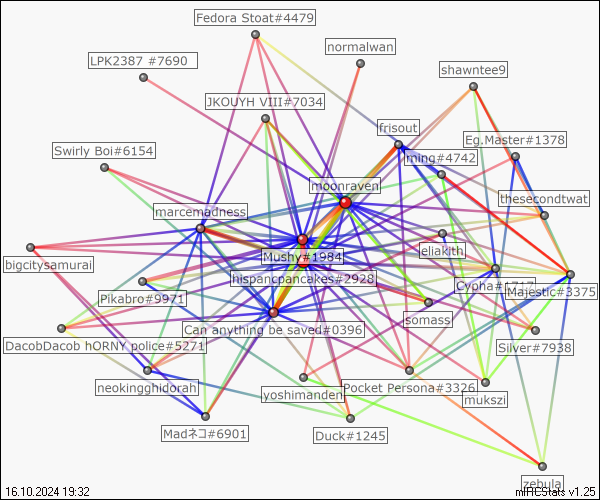 Fedora Stoat#4479
normalwan
LPK2387 #7690
shawntee9
JKOUYH VIII#7034
frisout
Eg.Master#1378
Swirly Boi#6154
ming#4742
moonraven
thesecondtwat
marcemadness
eliakith
Mushy#1984
bigcitysamurai
hispancpancakes#2928
Cypha#1717
Majestic#3375
Pikabro#9971
somass
Can anything be saved#0396
DacobDacob hORNY police#5271
Silver#7938
neokingghidorah
yoshimanden
Pocket Persona#3326
mukszi
Madネコ#6901
Duck#1245
zebula
16.10.2024 19:32
mIRCStats v1.25